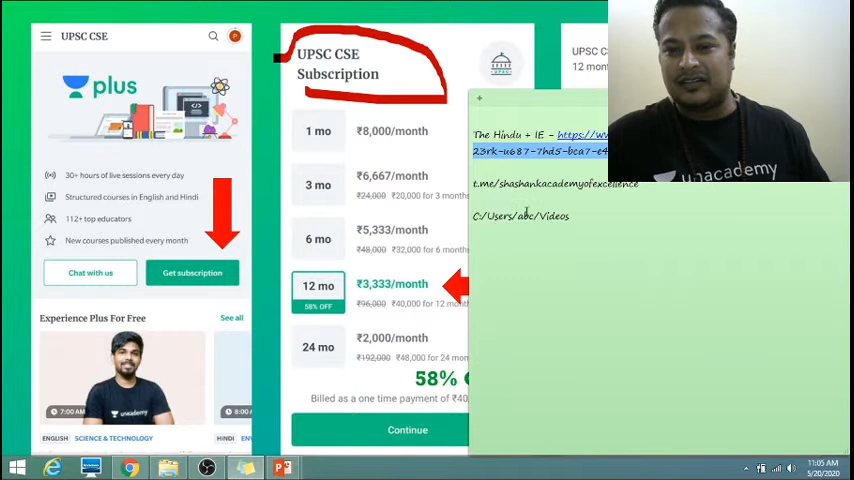 UPSC CSE
P
plus
30+ hours of live sessions every day
Structured courses in English and Hindi
112+ top educators
New courses published every month
Chat with us
Get subscription
Experience Plus For Free
See all
unacademy
7:00 AM
8:00
ENGLISH SCIENCE & TECHNOLOGY
HINDI
UPSC CSE
Subscription
UPSC
1 mo ₹8,000/month
3 mo ₹6,667/month
₹24,000 ₹20,000 for 3 month
6 mo ₹5,333/month
₹48,000 ₹32,000 for 6 month
12 mo ₹3,333/month
58% OFF ₹96,000 ₹40,000 for 12 month
24 mo ₹2,000/month
₹192,000 ₹48,000 for 24 mon
58%
Billed as a one time payment of ₹40,
Continue
SUBS
12 mont
+
The Hindu + IE - https://ww
23rk-u687-7hd5-bca7-e4
t.me/shashankacademyofexcellence
C:/Users/abc/Videos
unacademy
11:05 AM
5/20/2020